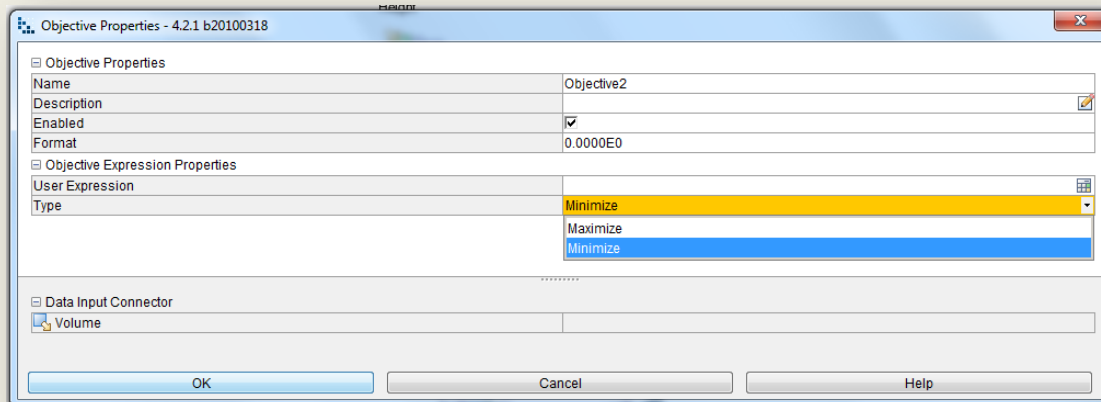 Height
Objective Properties - 4.2.1 b20100318
Objective Properties
Name Objective2
Description
Enabled
Format 0.0000E0
Objective Expression Properties
User Expression
Type Minimize
Maximize
Minimize
Data Input Connector
Volume
OK Cancel Help